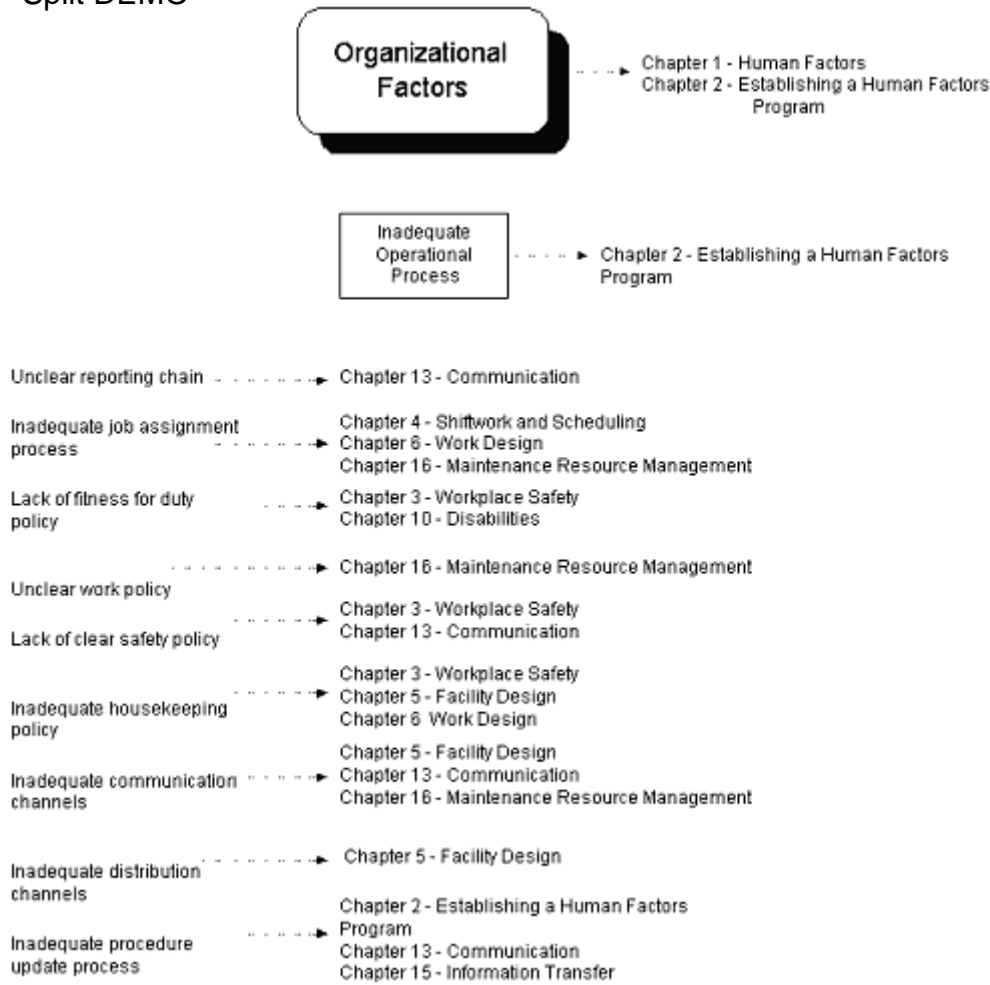 Split DEMO
Organizational
Factors
Chapter 1 - Human Factors
Chapter 2 - Establishing a Human Factors
Program
Inadequate
Operational
Process
Chapter 2 - Establishing a Human Factors
Program
Unclear reporting chain
Chapter 13 - Communication
Inadequate job assignment
process
Chapter 4 - Shiftwork and Scheduling
Chapter 6 - Work Design
Chapter 16 - Maintenance Resource Management
Lack of fitness for duty
policy
Chapter 3 - Workplace Safety
Chapter 10 - Disabilities
Unclear work policy
Chapter 16 - Maintenance Resource Management
Lack of clear safety policy
Chapter 3 - Workplace Safety
Chapter 13 - Communication
Inadequate housekeeping
policy
Chapter 3 - Workplace Safety
Chapter 5 - Facility Design
Chapter 6 Work Design
Inadequate communication
channels
Chapter 5 - Facility Design
Chapter 13 - Communication
Chapter 16 - Maintenance Resource Management
Inadequate distribution
channels
Chapter 5 - Facility Design
Inadequate procedure
update process
Chapter 2 - Establishing a Human Factors
Program
Chapter 13 - Communication
Chapter 15 - Information Transfer